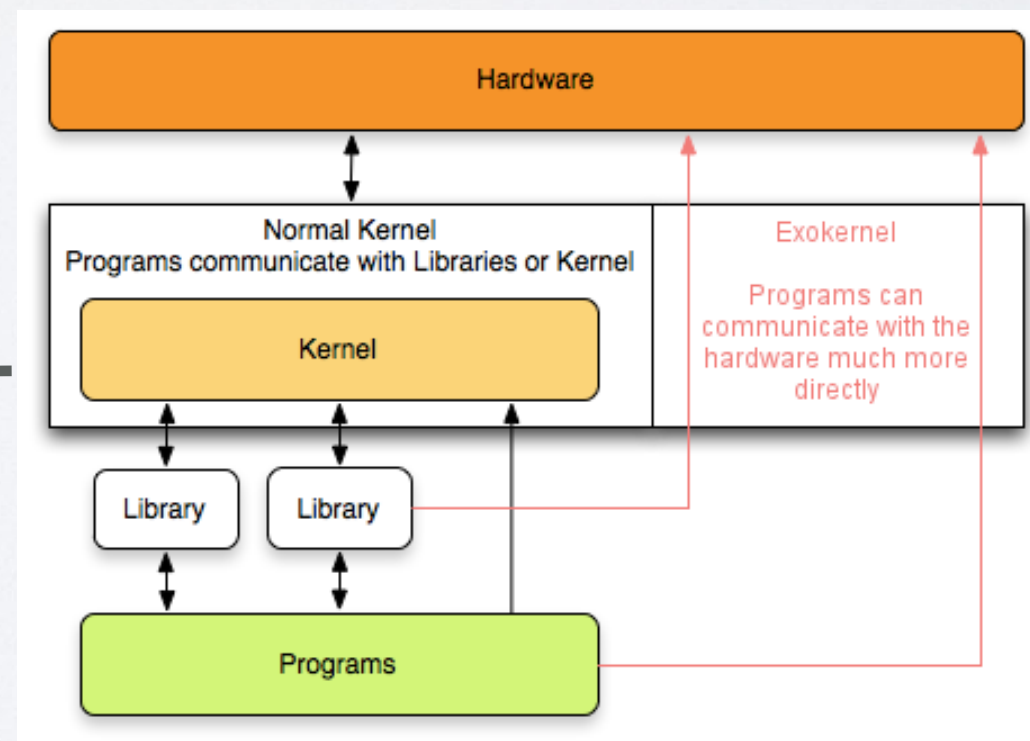 Hardware
Normal Kernel
Programs communicate with Libraries or Kernel
Kernel
Exokernel
Programs can
communicate with the
hardware much more
directly
Library
Library
Programs